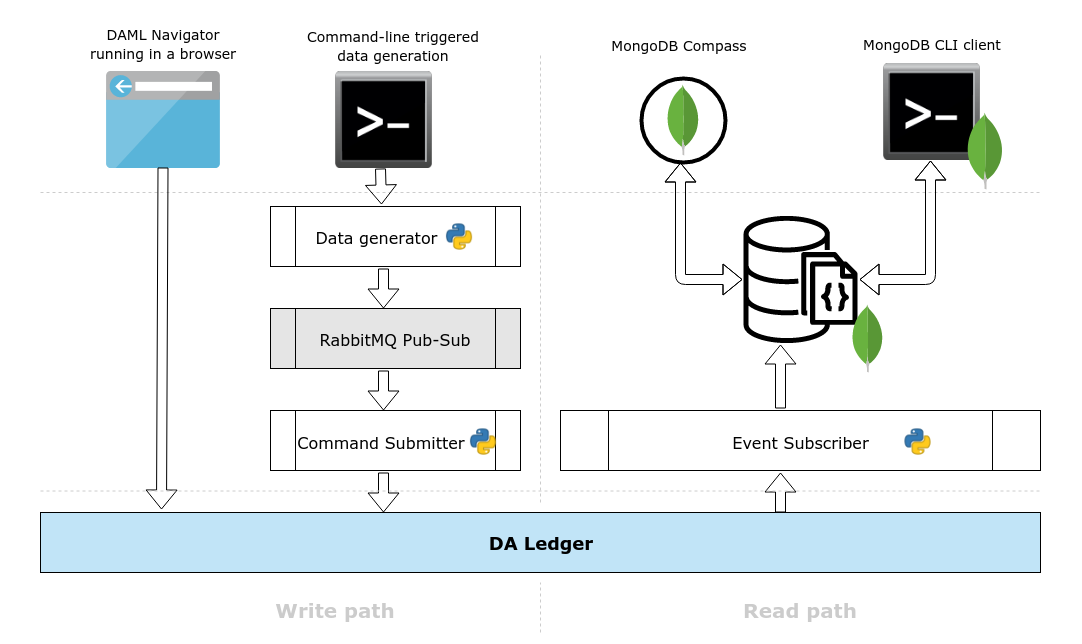 DAML Navigator
running in a browser
Command-line triggered
data generation
MongoDB Compass
MongoDB CLI client
>_
>_
Data generator
RabbitMQ Pub-Sub
{}
Command Submitter
Event Subscriber
DA Ledger
Write path
Read path